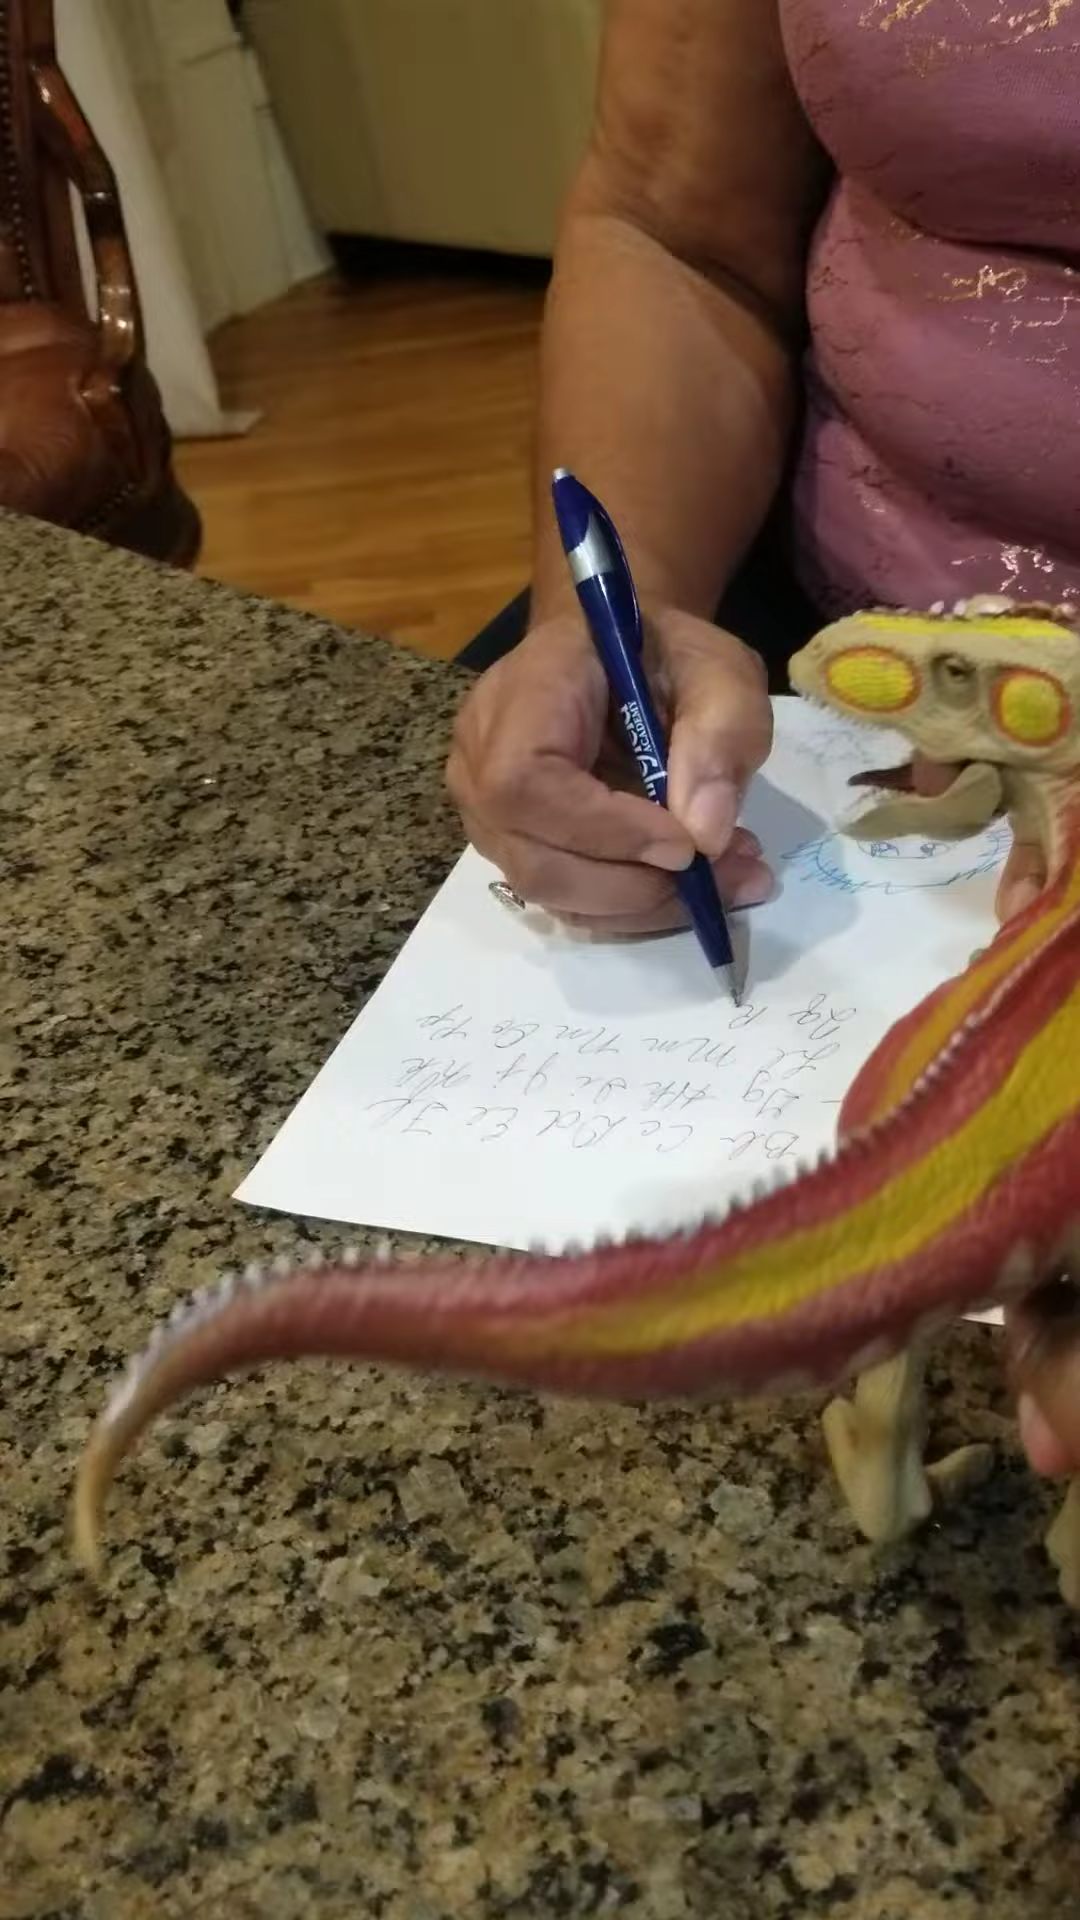 Bb Cc Dd Ee Ff
Gg Hh Ii Jj Kk
Ll Mm Nn Oo Pp
Qq R
ACADEMY